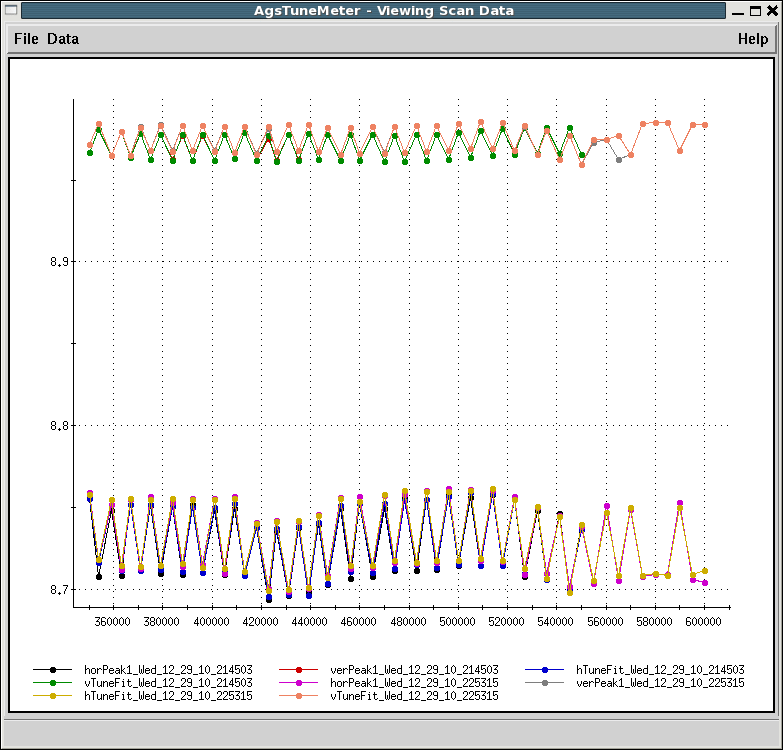 AgsTuneMeter - Viewing Scan Data
File Data Help
8.9
8.8
8.7
360000 380000 400000 420000 440000 460000 480000 500000 520000 540000 560000 580000 600000
horPeak1_Wed_12_29_10_214503 verPeak1_Wed_12_29_10_214503 hTuneFit_Wed_12_29_10_214503
vTuneFit_Wed_12_29_10_214503 horPeak1_Wed_12_29_10_225315 verPeak1_Wed_12_29_10_225315
hTuneFit_Wed_12_29_10_225315 vTuneFit_Wed_12_29_10_225315